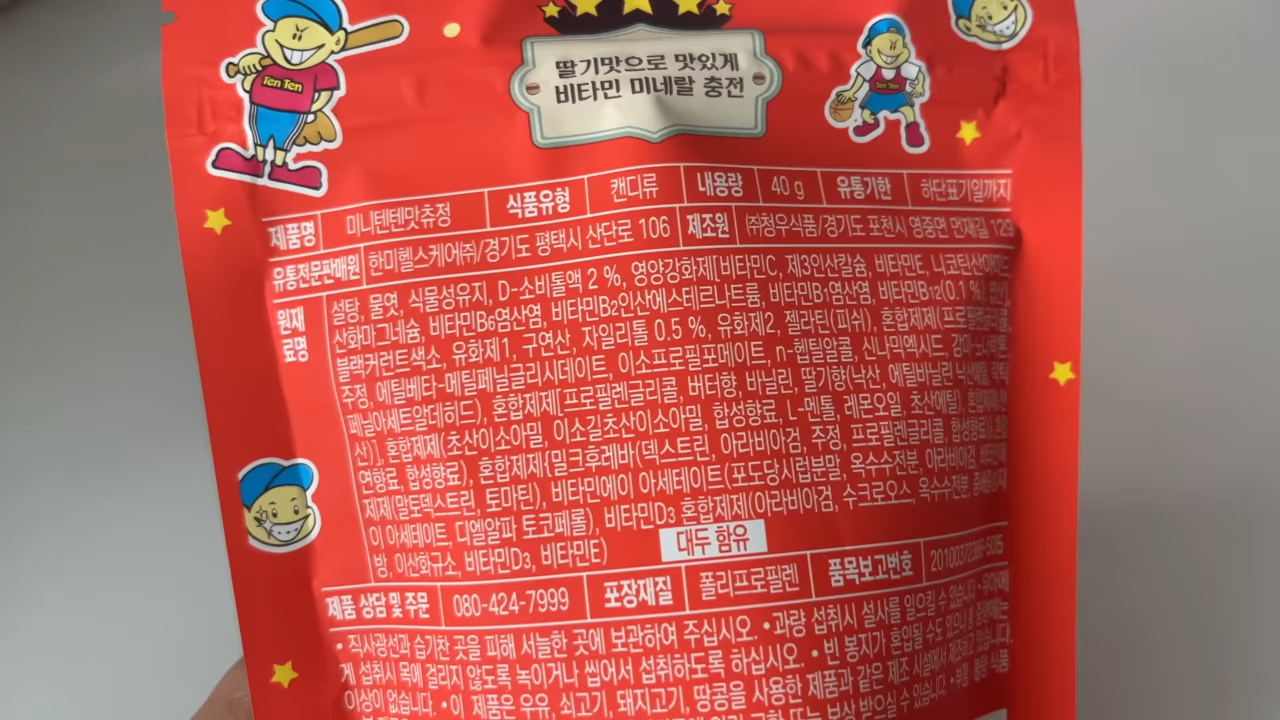 Ten Ten
Ten Ten
딸기맛으로 맛있게
비타민 미네랄 충전
제품명 미니텐텐맛츄정 식품유형 캔디류 내용량 40 g 유통기한 하단표기일까지
유통전문판매원 한미헬스케어㈜/경기도 평택시 산단로 106 제조원 ㈜청우식품/경기도 포천시 영중면 먼재길 129
원재료명
설탕, 물엿, 식물성유지, D-소비톨액 2 %, 영양강화제[비타민C, 제3인산칼슘, 비타민E,
산화마그네슘, 비타민B6염산염, 비타민B2인산에스테르나트륨, 비타민B1염산염, 비타민B12(0.1 %),
블랙커런트색소, 유화제1, 구연산, 자일리톨 0.5 %, 유화제2, 젤라틴(피쉬), 혼합제제(프로필렌글리콜,
주정, 에틸베타-메틸페닐글리시데이트, 이소프로필포메이트, n-헵틸알콜, 신나믹엑시드,
페닐아세트알데히드), 혼합제제[프로필렌글리콜, 버터향, 바닐린, 딸기향(낙산, 에틸바닐린,
산)], 혼합제제(초산이소아밀, 이소길초산이소아밀, 합성향료, L-멘톨, 레몬오일, 초산에틸),
연향료, 합성향료), 혼합제제{밀크후레바(덱스트린, 아라비아검, 주정, 프로필렌글리콜, 합성향료)
제제(말토덱스트린, 토마틴), 비타민에이 아세테이트(포도당시럽분말, 옥수수전분, 아라비아검,
이 아세테이트, 디엘알파 토코페롤), 비타민D3 혼합제제(아라비아검, 수크로오스, 옥수수전분,
방, 이산화규소, 비타민D3, 비타민E) 대두 함유
제품 상담 및 주문 080-424-7999 포장재질 폴리프로필렌 품목보고번호
• 직사광선과 습기찬 곳을 피해 서늘한 곳에 보관하여 주십시오. • 과량 섭취시 설사를 일으킬 수 있습니다. • 유아에
게 섭취시 목에 걸리지 않도록 녹이거나 씹어서 섭취하도록 하십시오. • 빈 봉지가 혼입될 수도 있으나
이상이 없습니다. • 이 제품은 우유, 쇠고기, 돼지고기, 땅콩을 사용한 제품과 같은 제조 시설에서 제조하고 있습니다.